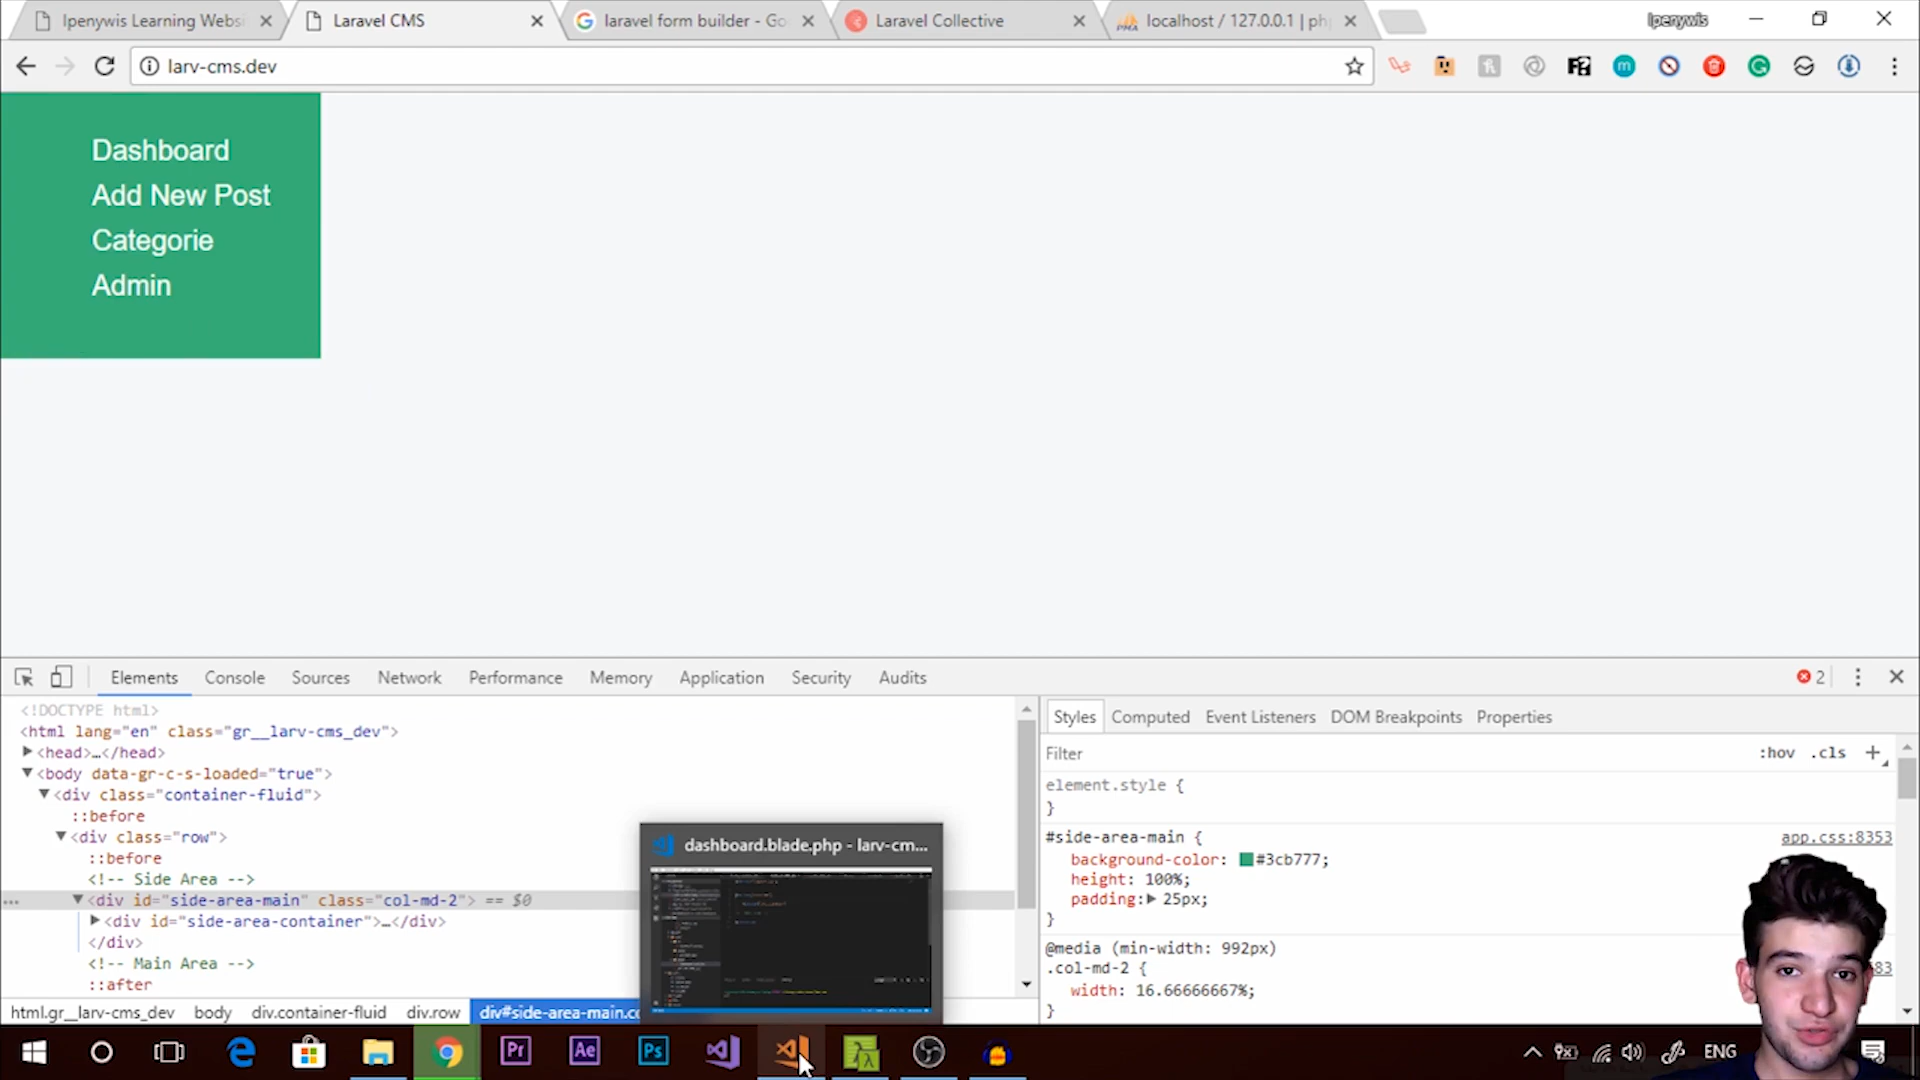 Ipenywis Learning Websi
Laravel CMS
laravel form builder - Go
Laravel Collective
localhost / 127.0.0.1 | php
Ipenywis
larv-cms.dev
Dashboard
Add New Post
Categorie
Admin
Elements Console Sources Network Performance Memory Application Security Audits
2
<!DOCTYPE html>
<html lang="en" class="gr__larv-cms_dev">
<head>…</head>
<body data-gr-c-s-loaded="true">
<div class="container-fluid">
::before
<div class="row">
::before
<!-- Side Area -->
... <div id="side-area-main" class="col-md-2"> == $0
<div id="side-area-container">…</div>
</div>
<!-- Main Area -->
::after
html.gr__larv-cms_dev body div.container-fluid div.row div#side-area-main.co
Styles Computed Event Listeners DOM Breakpoints Properties
Filter :hov .cls +
element.style {
}
#side-area-main { app.css:8353
background-color: #3cb777;
height: 100%;
padding: 25px;
}
@media (min-width: 992px)
.col-md-2 { 83
width: 16.66666667%;
}
dashboard.blade.php - larv-cm...
Pr Ae Ps
ENG